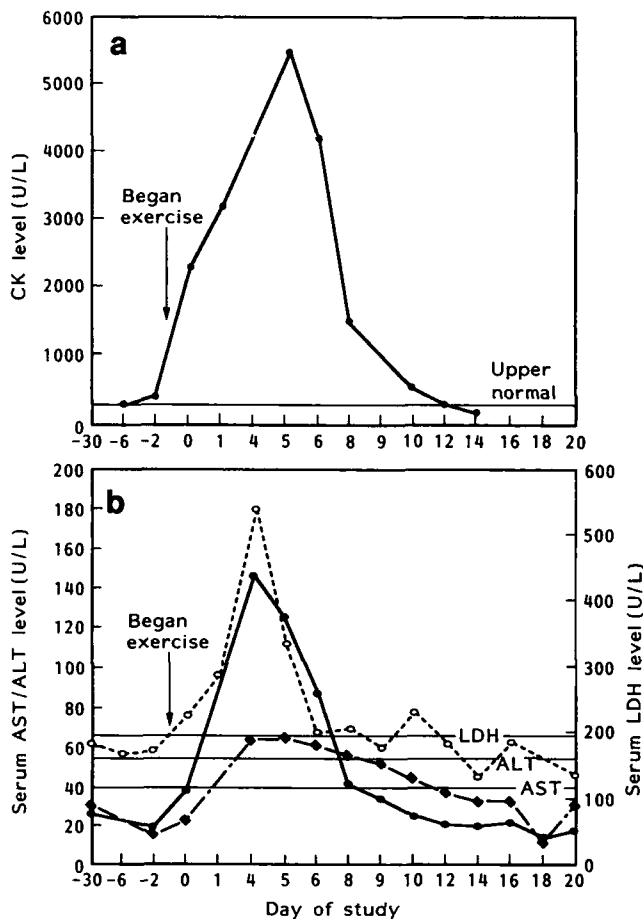 a
6000
5000
4000
3000
2000
1000
0
CK level (U/L)
Began
exercise
Upper
normal
-30 -6 -2 0 1 4 5 6 8 10 12 14 16 18 20
b
200
180
160
140
120
100
80
60
40
20
0
Serum AST/ALT level (U/L)
Began
exercise
LDH
ALT
AST
600
500
400
300
200
100
0
Serum LDH level (U/L)
-30 -6 -2 0 1 4 5 6 8 10 12 14 16 18 20
Day of study